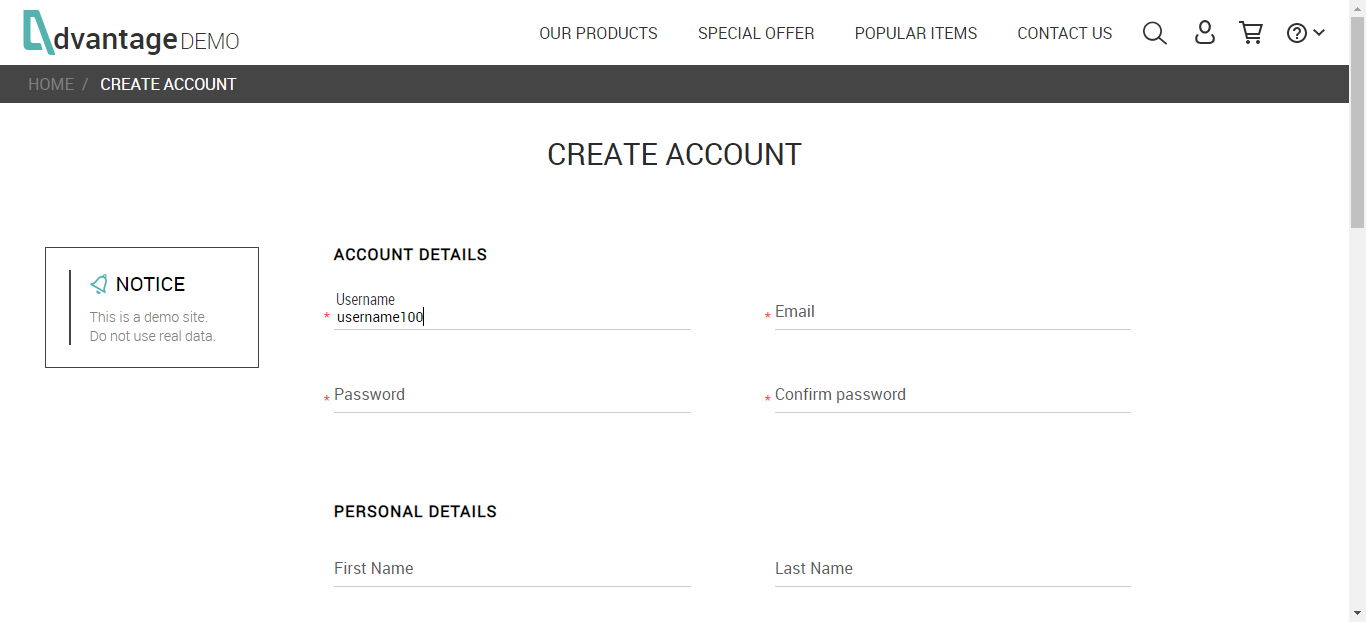 dvantage DEMO
OUR PRODUCTS SPECIAL OFFER POPULAR ITEMS CONTACT US
HOME / CREATE ACCOUNT
CREATE ACCOUNT
NOTICE
This is a demo site.
Do not use real data.
ACCOUNT DETAILS
Username
* username100
* Email
* Password
* Confirm password
PERSONAL DETAILS
First Name
Last Name